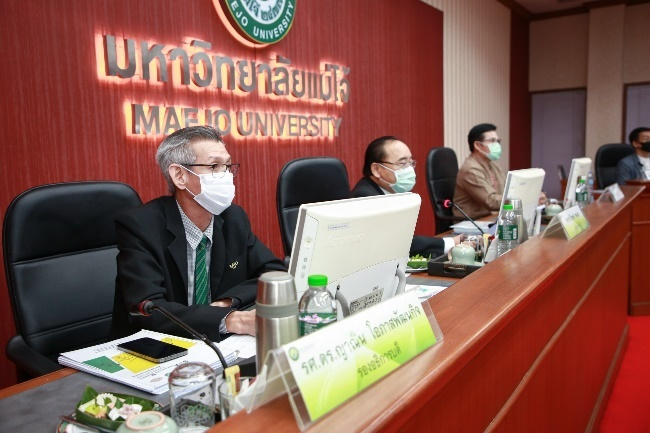 MAEJO UNIVERSITY
มหาวิทยาลัยแม่โจ้
MAEJO UNIVERSITY
รศ.ดร.ญาณิน โอภาสพัฒนกิจ
รองอธิการบดี